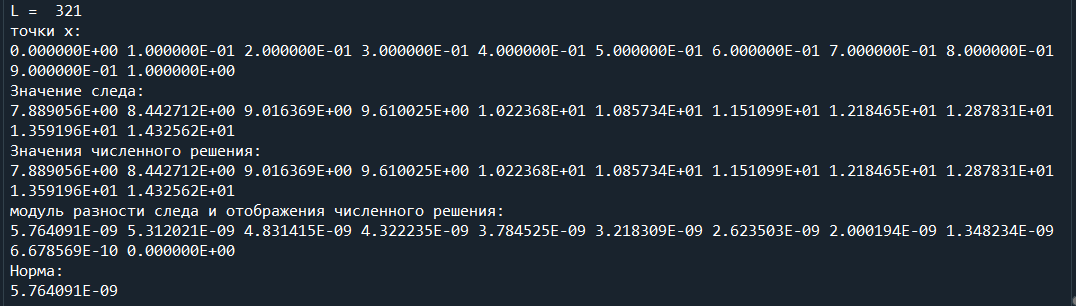 L =  321
точки x:
0.000000E+00 1.000000E-01 2.000000E-01 3.000000E-01 4.000000E-01 5.000000E-01 6.000000E-01 7.000000E-01 8.000000E-01
9.000000E-01 1.000000E+00
Значение следа:
7.889056E+00 8.442712E+00 9.016369E+00 9.610025E+00 1.022368E+01 1.085734E+01 1.151099E+01 1.218465E+01 1.287831E+01
1.359196E+01 1.432562E+01
Значения численного решения:
7.889056E+00 8.442712E+00 9.016369E+00 9.610025E+00 1.022368E+01 1.085734E+01 1.151099E+01 1.218465E+01 1.287831E+01
1.359196E+01 1.432562E+01
модуль разности следа и отображения численного решения:
5.764091E-09 5.312021E-09 4.831415E-09 4.322235E-09 3.784525E-09 3.218309E-09 2.623503E-09 2.000194E-09 1.348234E-09
6.678569E-10 0.000000E+00
Норма:
5.764091E-09